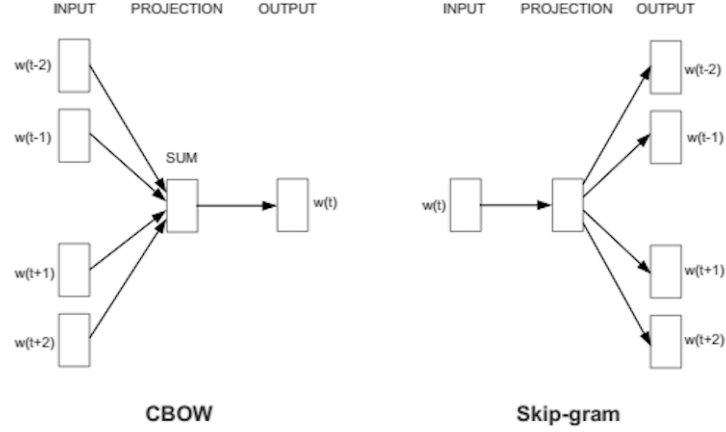 INPUT PROJECTION OUTPUT
w(t-2)
w(t-1)
SUM
w(t)
w(t+1)
w(t+2)
CBOW
INPUT PROJECTION OUTPUT
w(t-2)
w(t-1)
w(t)
w(t+1)
w(t+2)
Skip-gram